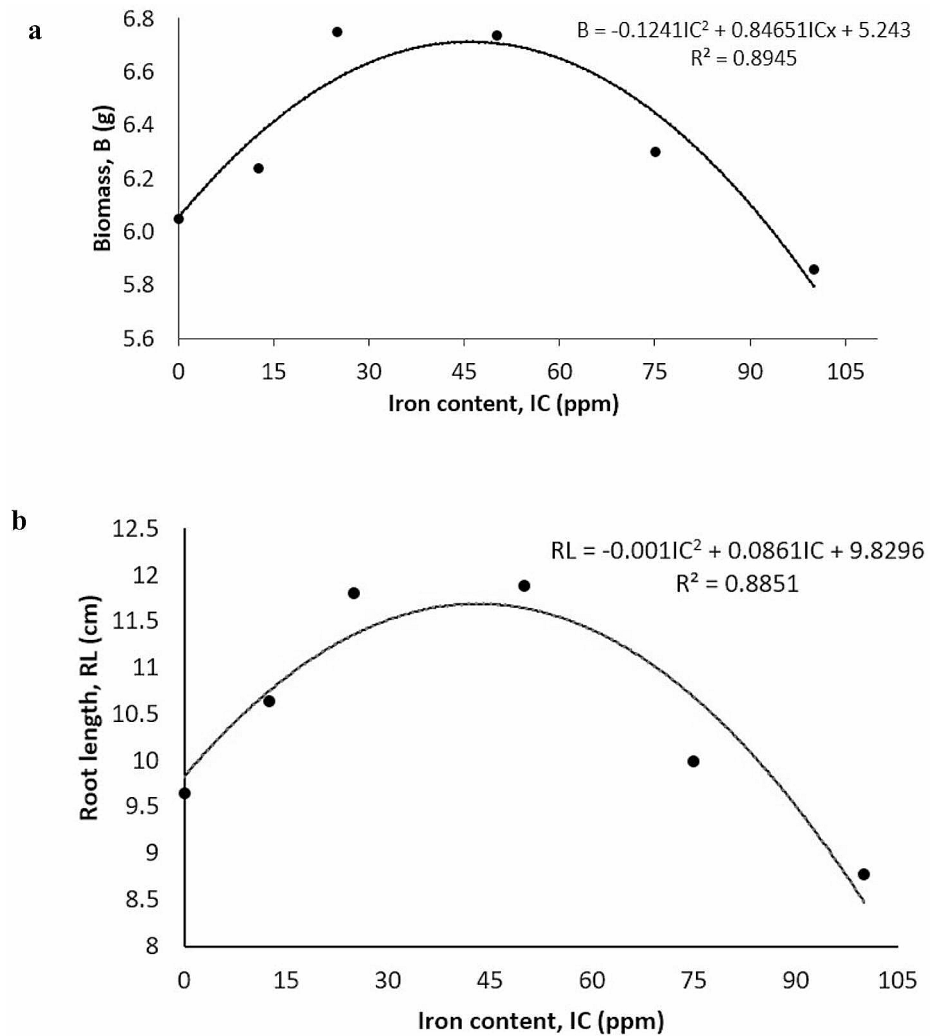 a
B = -0.1241IC² + 0.84651ICx + 5.243
R² = 0.8945
Biomass, B (g)
6.8
6.6
6.4
6.2
6.0
5.8
5.6
0 15 30 45 60 75 90 105
Iron content, IC (ppm)
b
RL = -0.001IC² + 0.0861IC + 9.8296
R² = 0.8851
Root length, RL (cm)
12.5
12
11.5
11
10.5
10
9.5
9
8.5
8
0 15 30 45 60 75 90 105
Iron content, IC (ppm)